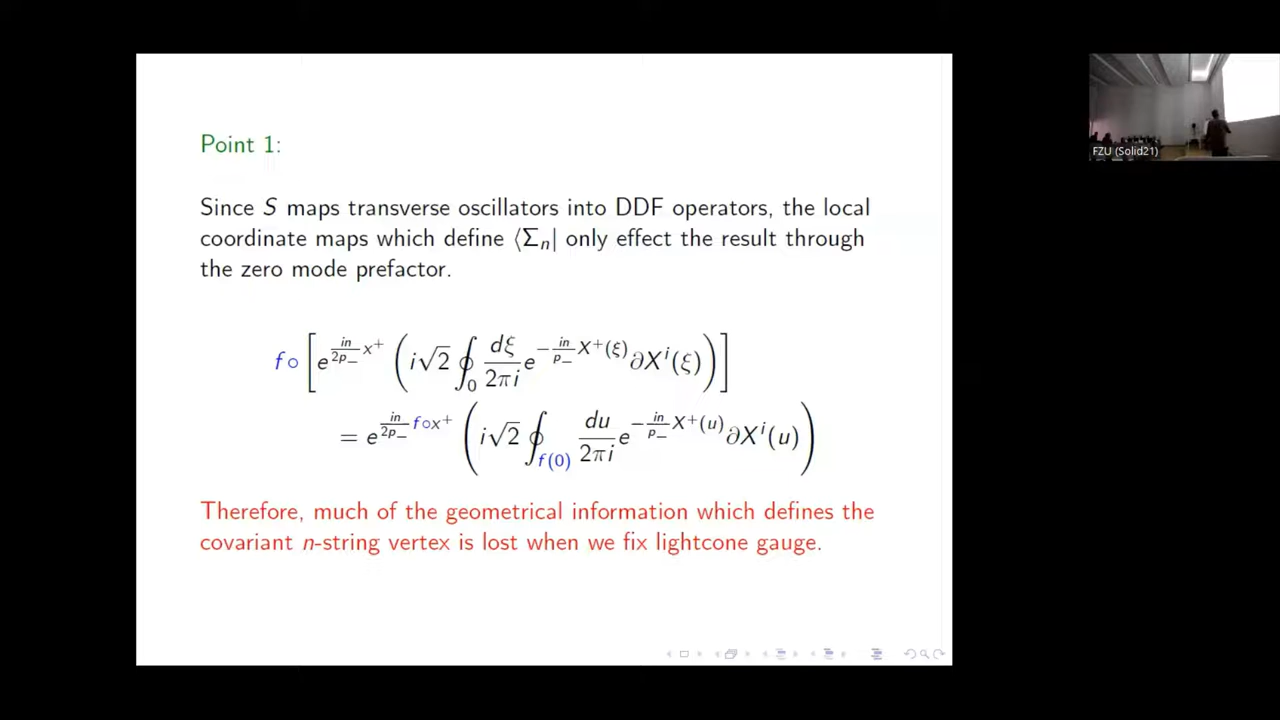 Point 1:
Since S maps transverse oscillators into DDF operators, the local
coordinate maps which define ⟨Σ_n| only effect the result through
the zero mode prefactor.
f ∘ [ e^{\frac{in}{2p_-} x^+} ( i√2 ∮_0 \frac{dξ}{2πi} e^{-\frac{in}{p_-} X^+(ξ)} ∂X^i(ξ) ) ]
= e^{\frac{in}{2p_-} f∘x^+} ( i√2 ∮_{f(0)} \frac{du}{2πi} e^{-\frac{in}{p_-} X^+(u)} ∂X^i(u) )
Therefore, much of the geometrical information which defines the
covariant n-string vertex is lost when we fix lightcone gauge.
FZU (Solid21)